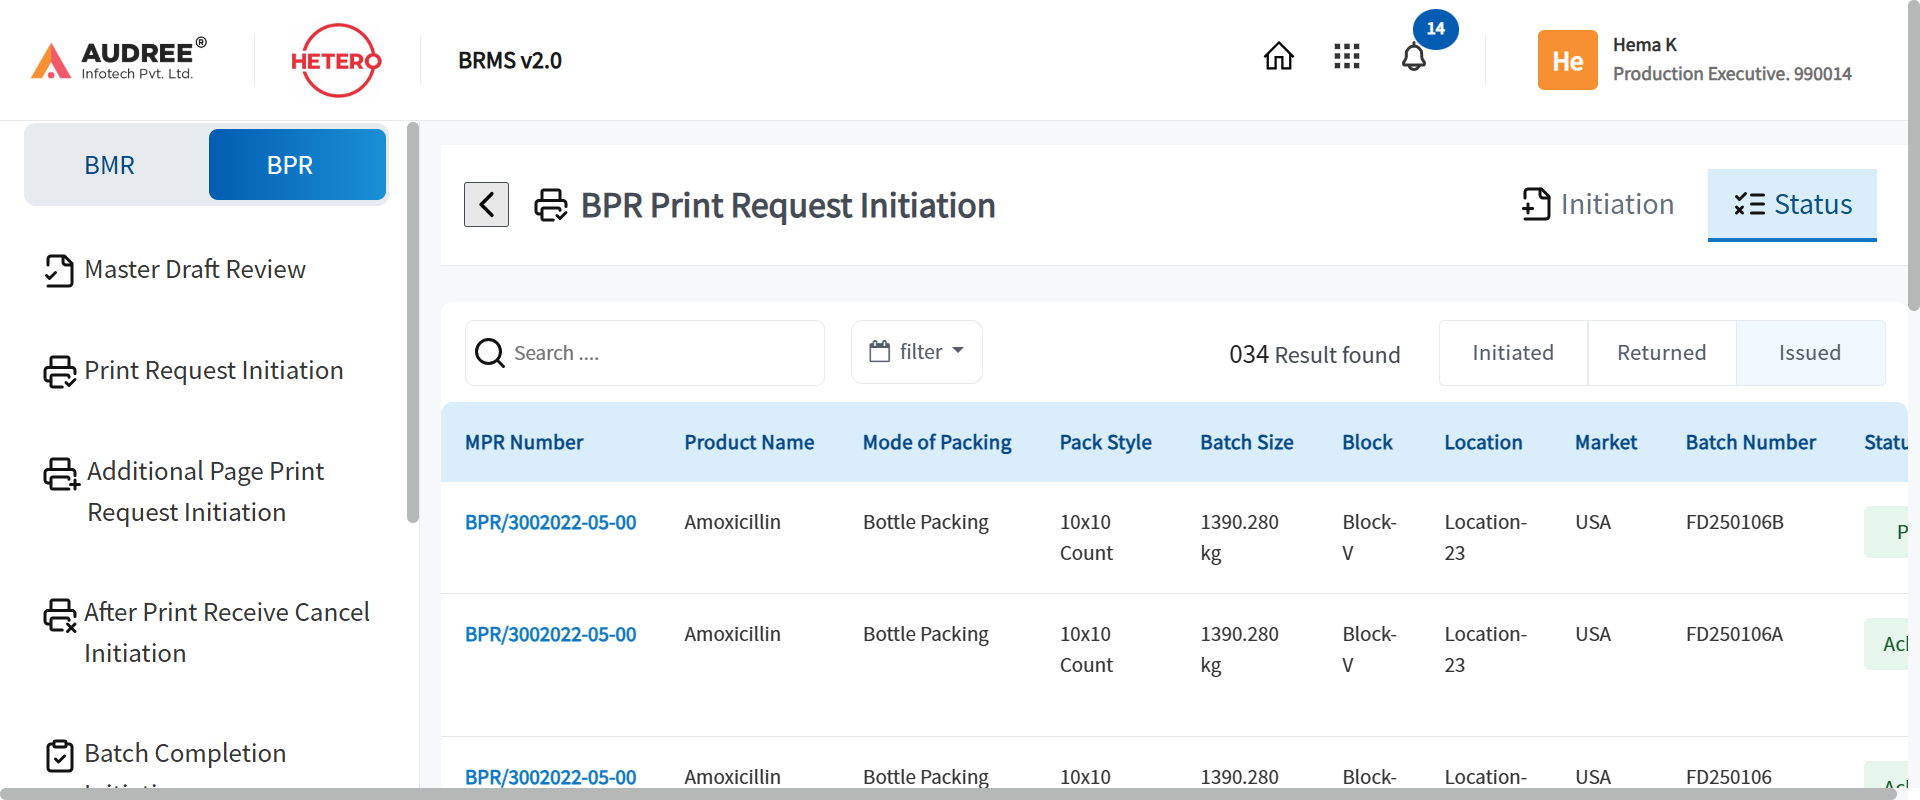 AUDREE®
Infotech Pvt. Ltd.
HETERO
BRMS v2.0
14
He
Hema K
Production Executive. 990014
BMR
BPR
Master Draft Review
Print Request Initiation
Additional Page Print
Request Initiation
After Print Receive Cancel
Initiation
Batch Completion
BPR Print Request Initiation
Initiation
Status
Search ....
filter
034 Result found
Initiated
Returned
Issued
MPR Number Product Name Mode of Packing Pack Style Batch Size Block Location Market Batch Number Statu
BPR/3002022-05-00 Amoxicillin Bottle Packing 10x10 1390.280 Block- Location- USA FD250106B P
Count kg V 23
BPR/3002022-05-00 Amoxicillin Bottle Packing 10x10 1390.280 Block- Location- USA FD250106A Ack
Count kg V 23
BPR/3002022-05-00 Amoxicillin Bottle Packing 10x10 1390.280 Block- Location- USA FD250106